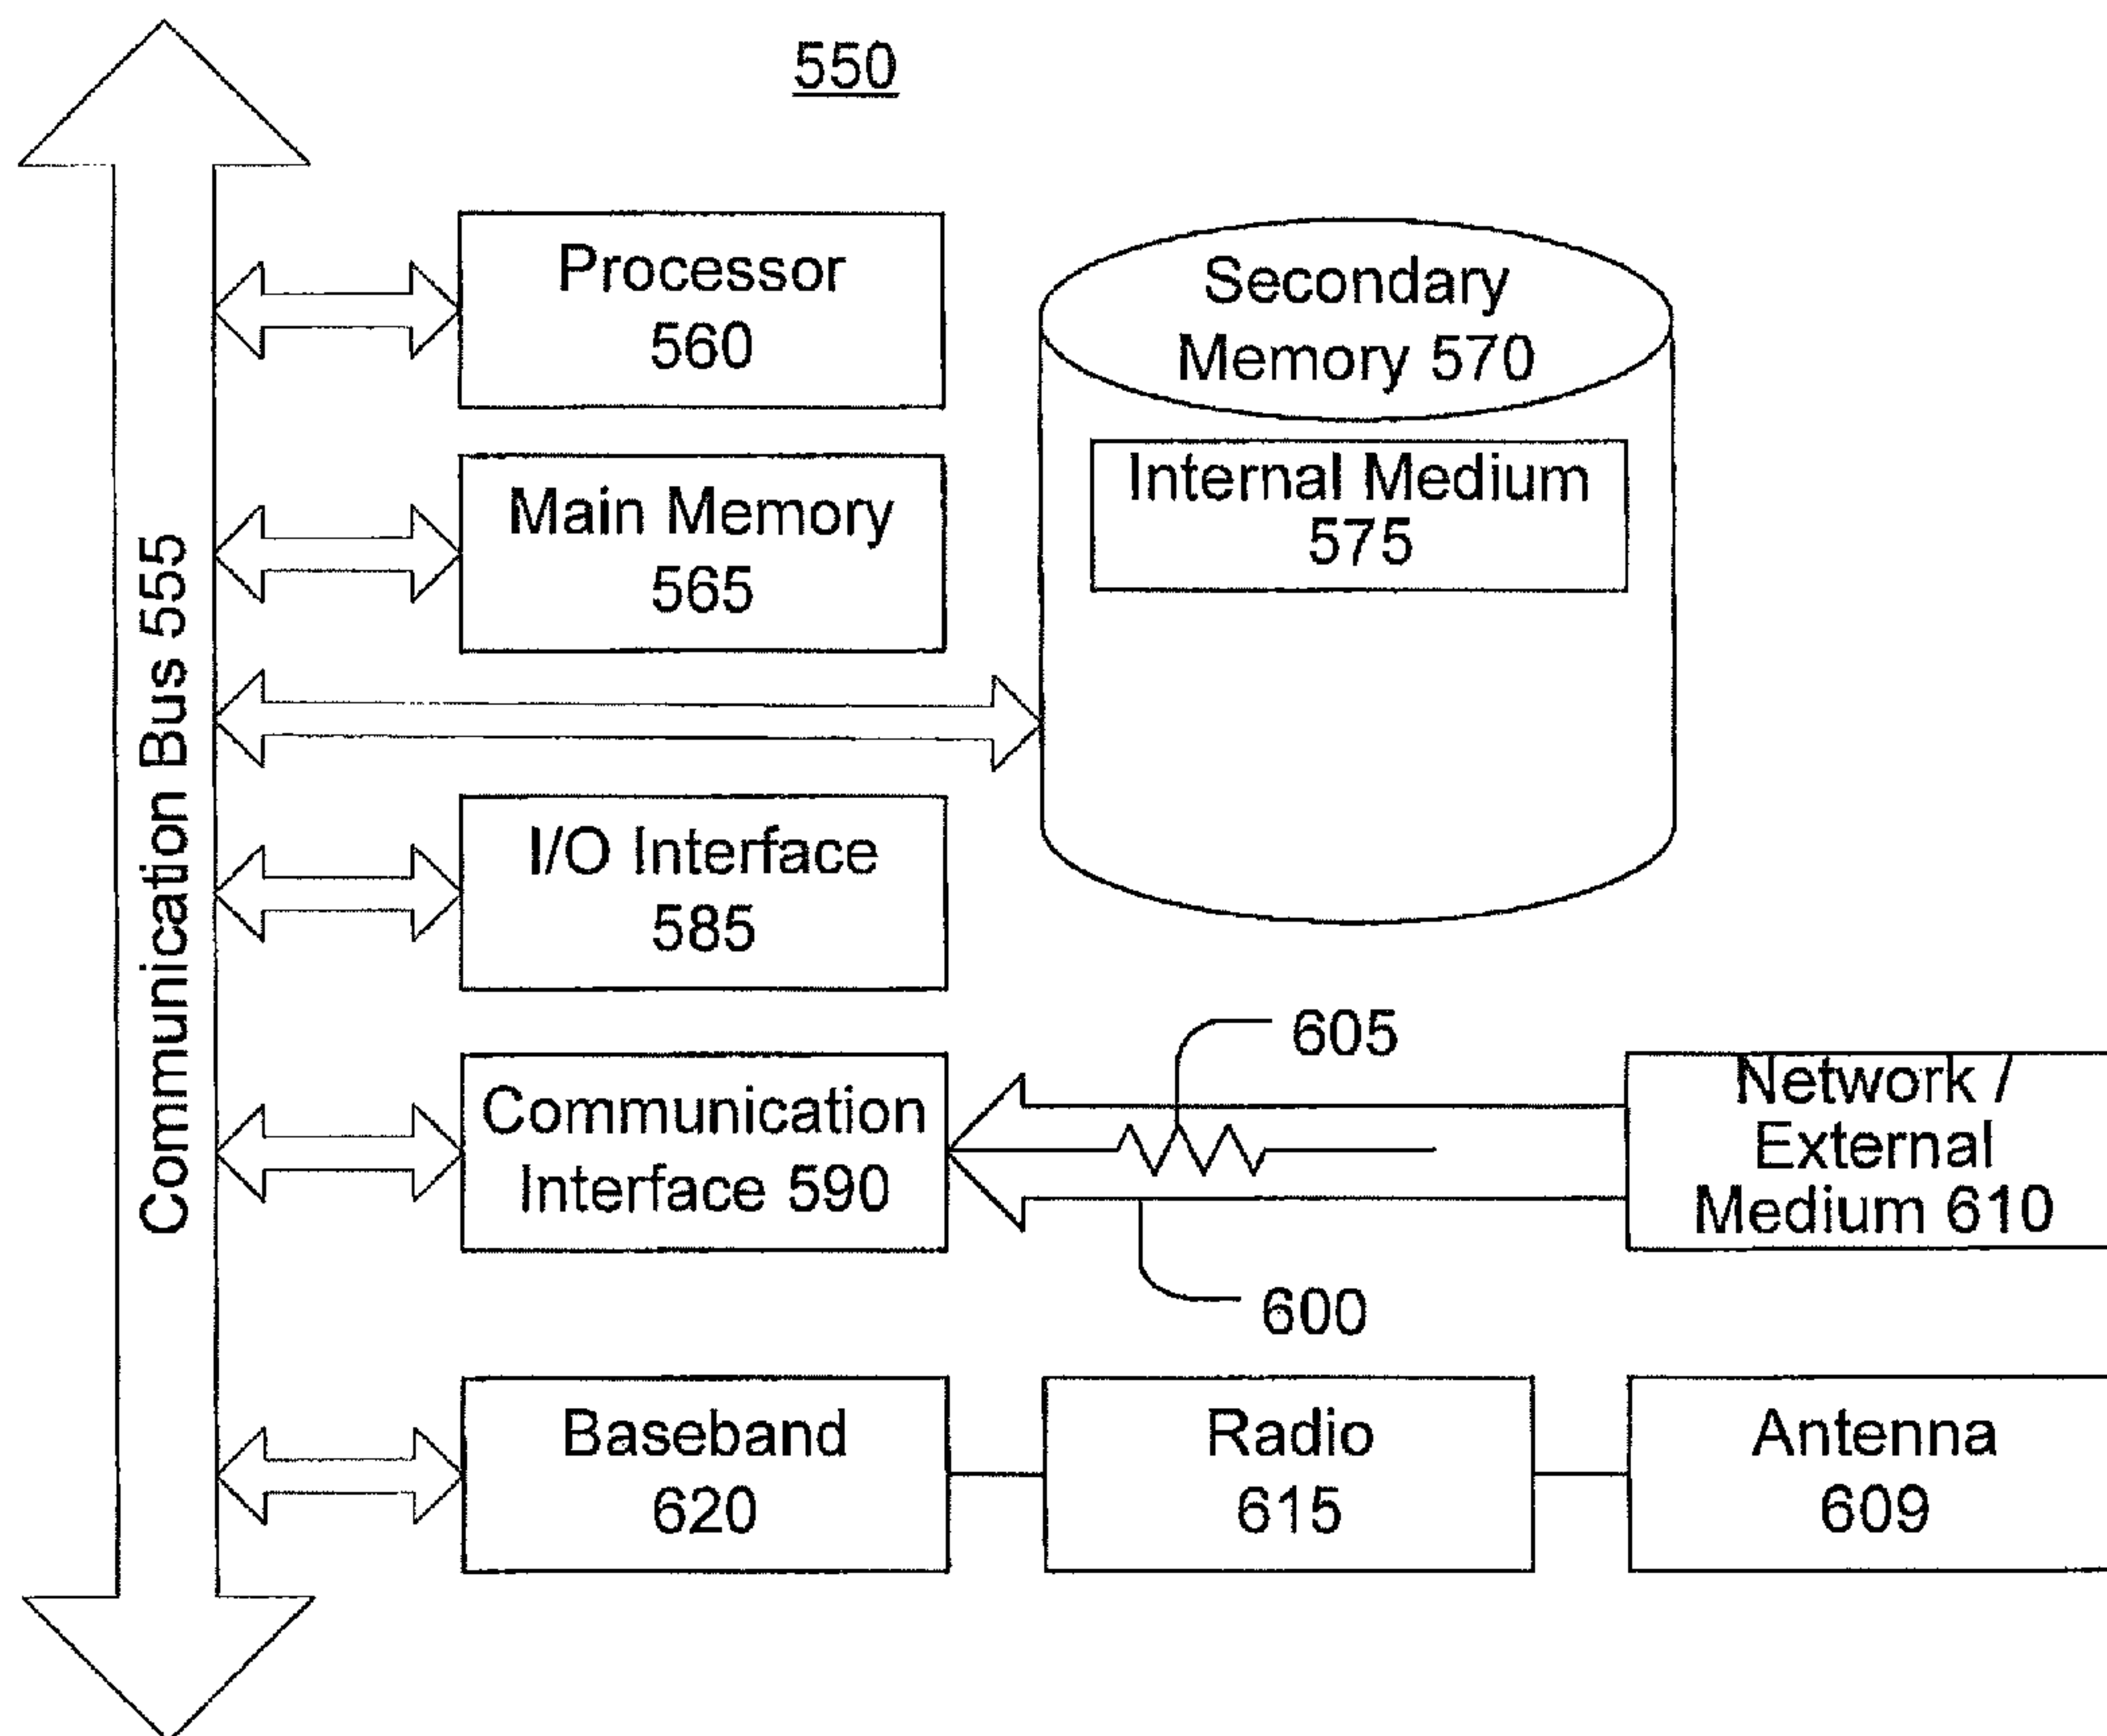 550
Communication Bus 555
Processor
560
Secondary
Memory 570
Internal Medium
575
Main Memory
565
I/O Interface
585
605
Communication
Interface 590
Network /
External
Medium 610
600
Baseband
620
Radio
615
Antenna
609